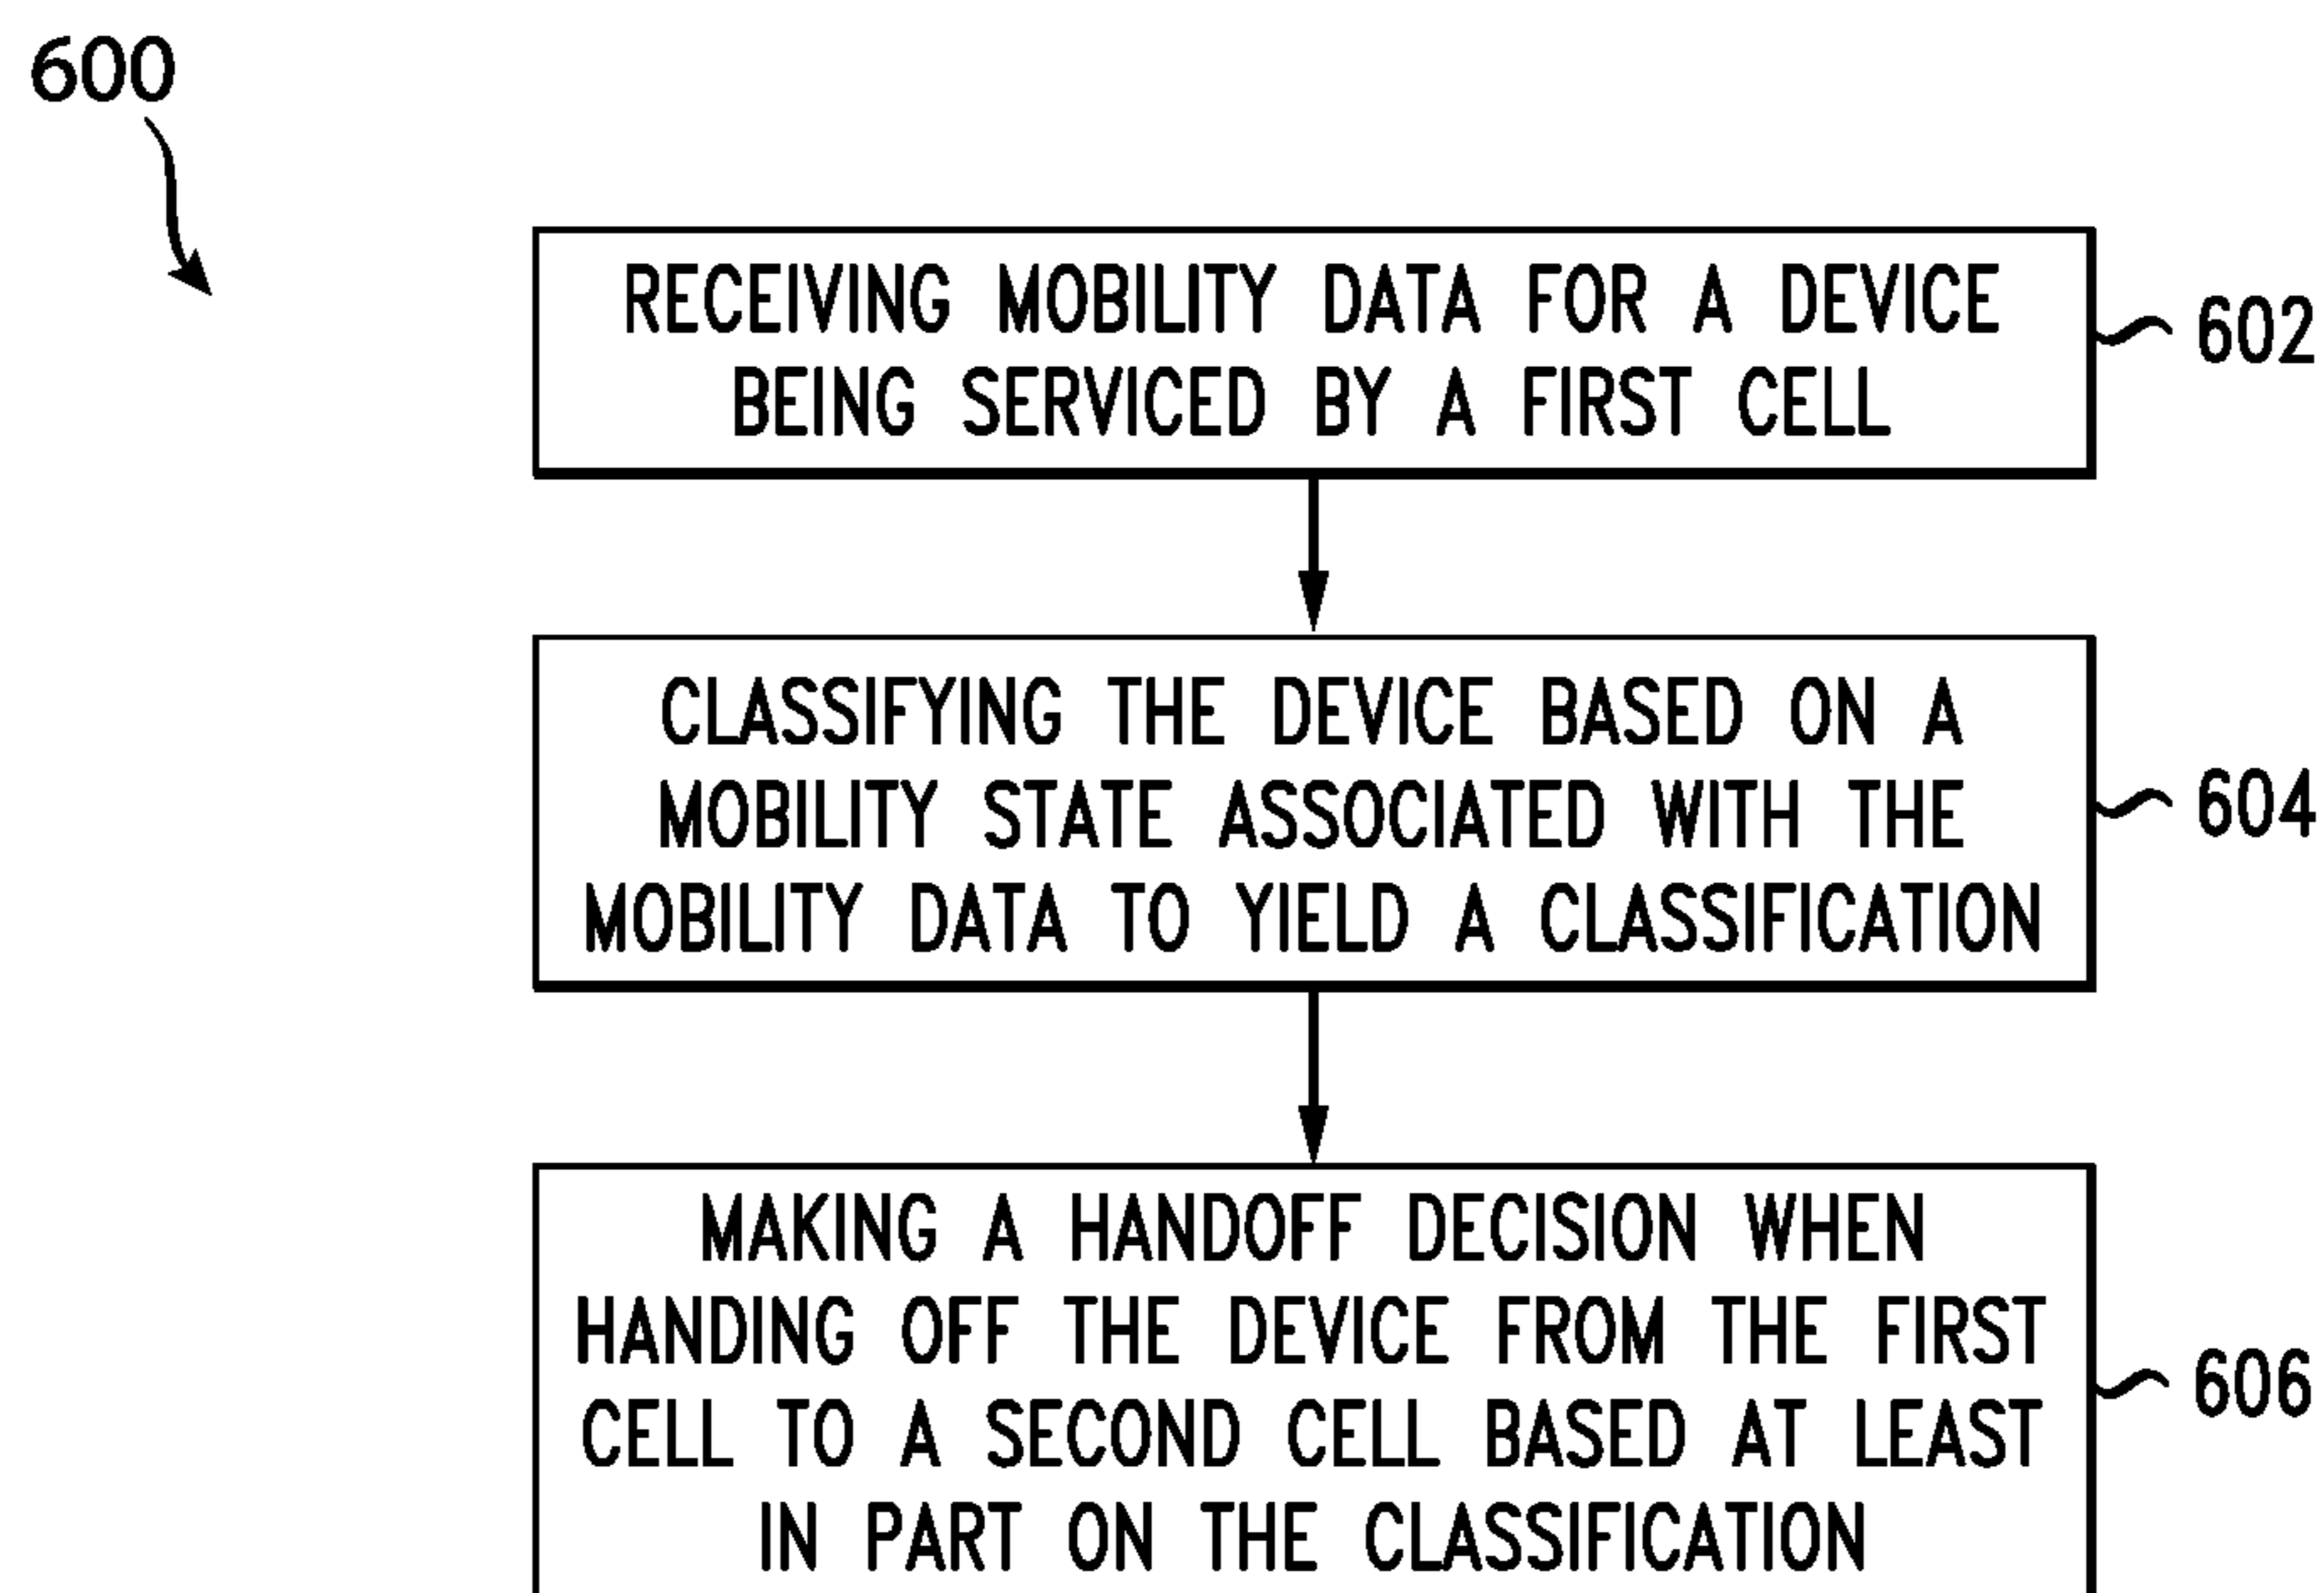 600
RECEIVING MOBILITY DATA FOR A DEVICE
BEING SERVICED BY A FIRST CELL
602
CLASSIFYING THE DEVICE BASED ON A
MOBILITY STATE ASSOCIATED WITH THE
MOBILITY DATA TO YIELD A CLASSIFICATION
604
MAKING A HANDOFF DECISION WHEN
HANDING OFF THE DEVICE FROM THE FIRST
CELL TO A SECOND CELL BASED AT LEAST
IN PART ON THE CLASSIFICATION
606